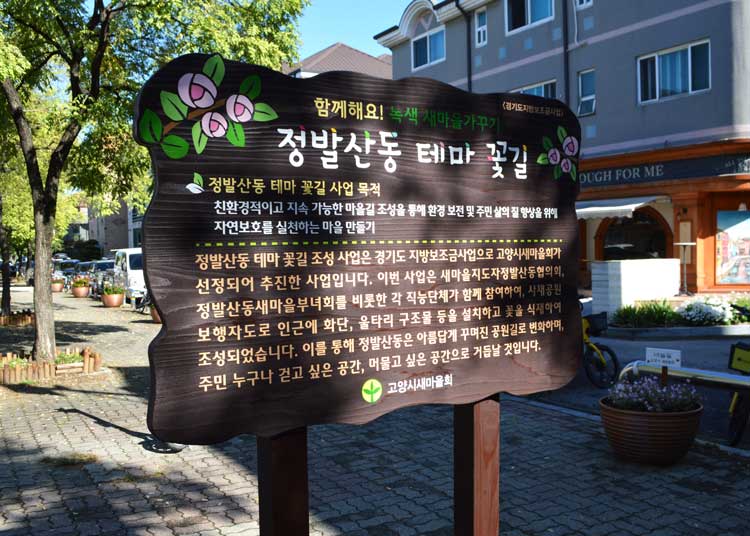 <경기도지방보조금사업>
함께해요! 녹색 새마을가꾸기
정발산동 테마 꽃길
정발산동 테마 꽃길 사업 목적
친환경적이고 지속 가능한 마을길 조성을 통해 환경 보전 및 주민 삶의 질 향상을 위해
자연보호를 실천하는 마을 만들기
정발산동 테마 꽃길 조성 사업은 경기도 지방보조금사업으로 고양시새마을회가
선정되어 추진한 사업입니다. 이번 사업은 새마을지도자정발산동협의회,
정발산동새마을부녀회를 비롯한 각 직능단체가 함께 참여하여, 사재공원
보행자도로 인근에 화단, 울타리 구조물 등을 설치하고 꽃을 식재하여
조성되었습니다. 이를 통해 정발산동은 아름답게 꾸며진 공원길로 변화하며,
주민 누구나 걷고 싶은 공간, 머물고 싶은 공간으로 거듭날 것입니다.
고양시새마을회
OUGH FOR ME